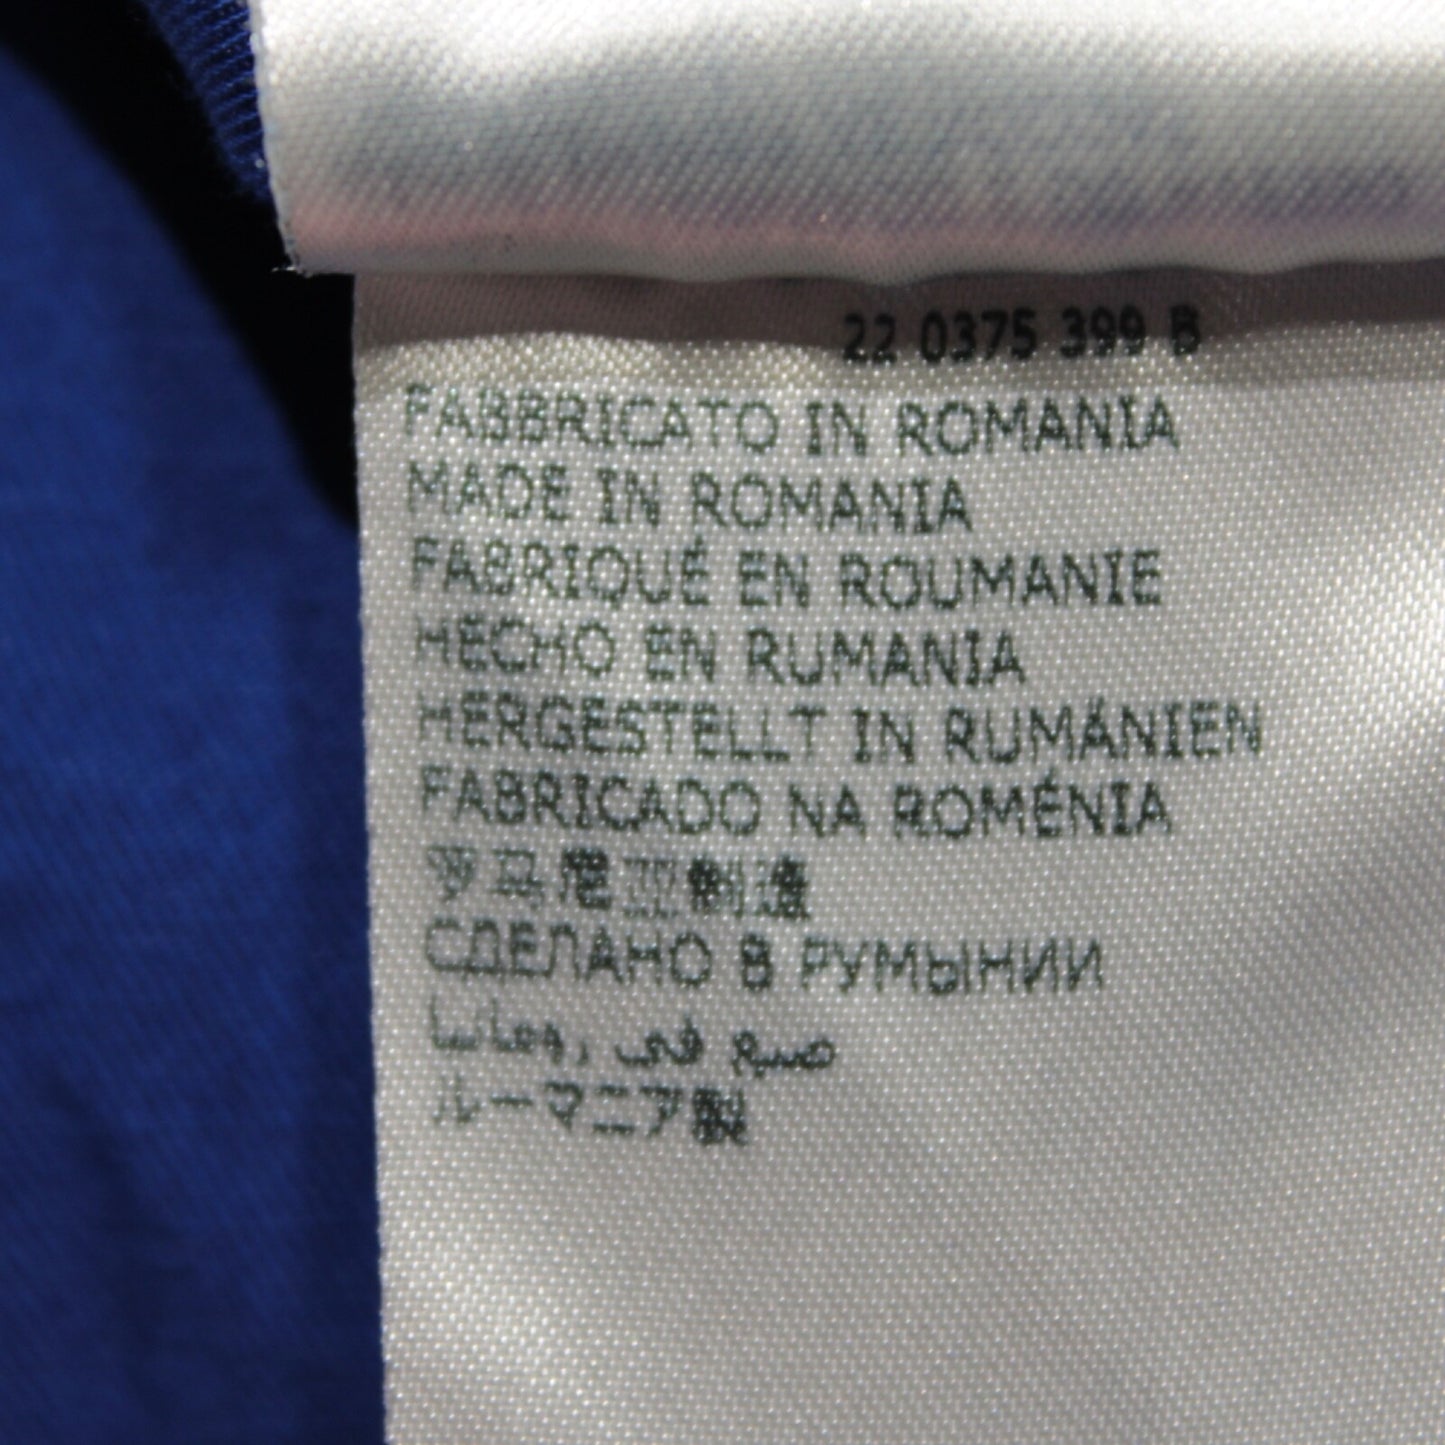 22 0375 399 B
FABBRICATO IN ROMANIA
MADE IN ROMANIA
FABRIQUÉ EN ROUMANIE
HECHO EN RUMANIA
HERGESTELLT IN RUMÄNIEN
FABRICADO NA ROMÉNIA
罗马尼亚制造
СДЕЛАНО В РУМЫНИИ
صنع في رومانيا
ルーマニア製